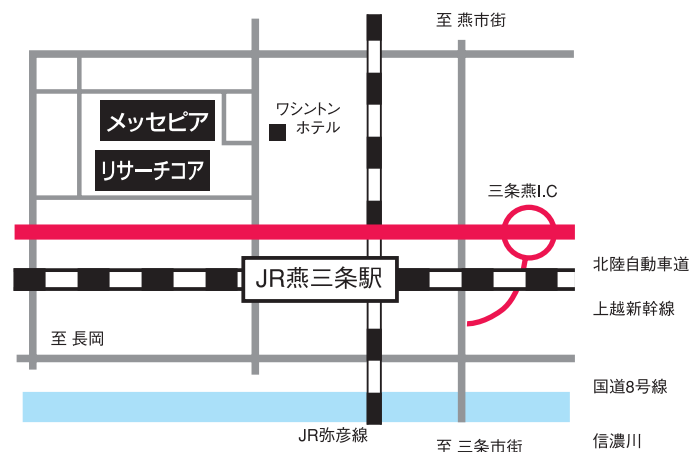 至 燕市街
ワシントン
ホテル
メッセピア
リサーチコア
三条燕I.C
北陸自動車道
JR燕三条駅
上越新幹線
至 長岡
国道8号線
JR弥彦線
至 三条市街
信濃川